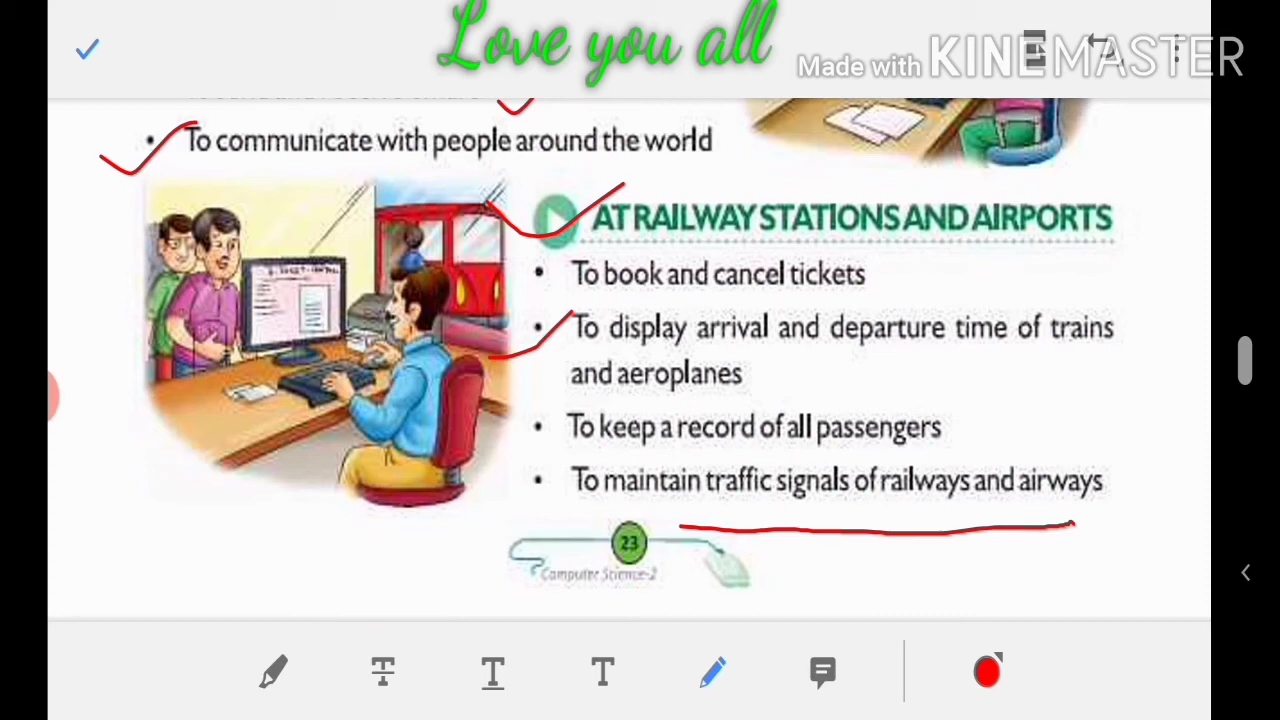 Love you all
Made with KINEMASTER
• To communicate with people around the world
AT RAILWAY STATIONS AND AIRPORTS
• To book and cancel tickets
• To display arrival and departure time of trains
and aeroplanes
• To keep a record of all passengers
• To maintain traffic signals of railways and airways
23
Computer Science-2
T T T